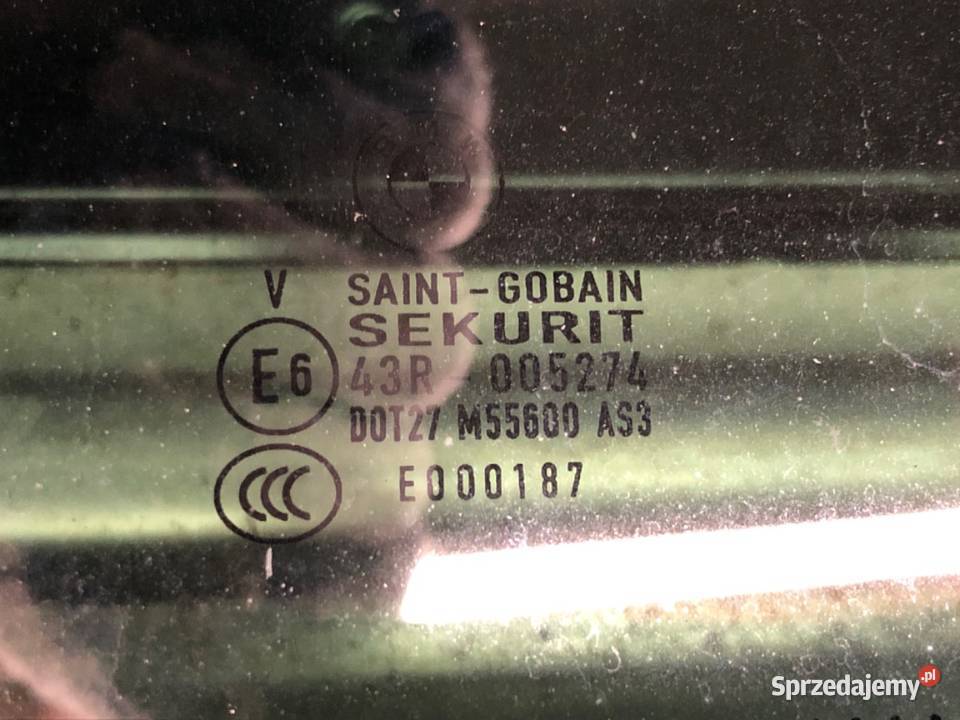 V SAINT-GOBAIN
SEKURIT
E6 43R-005274
DOT27 M55600 AS3
CCC E000187
Sprzedajemy.pl